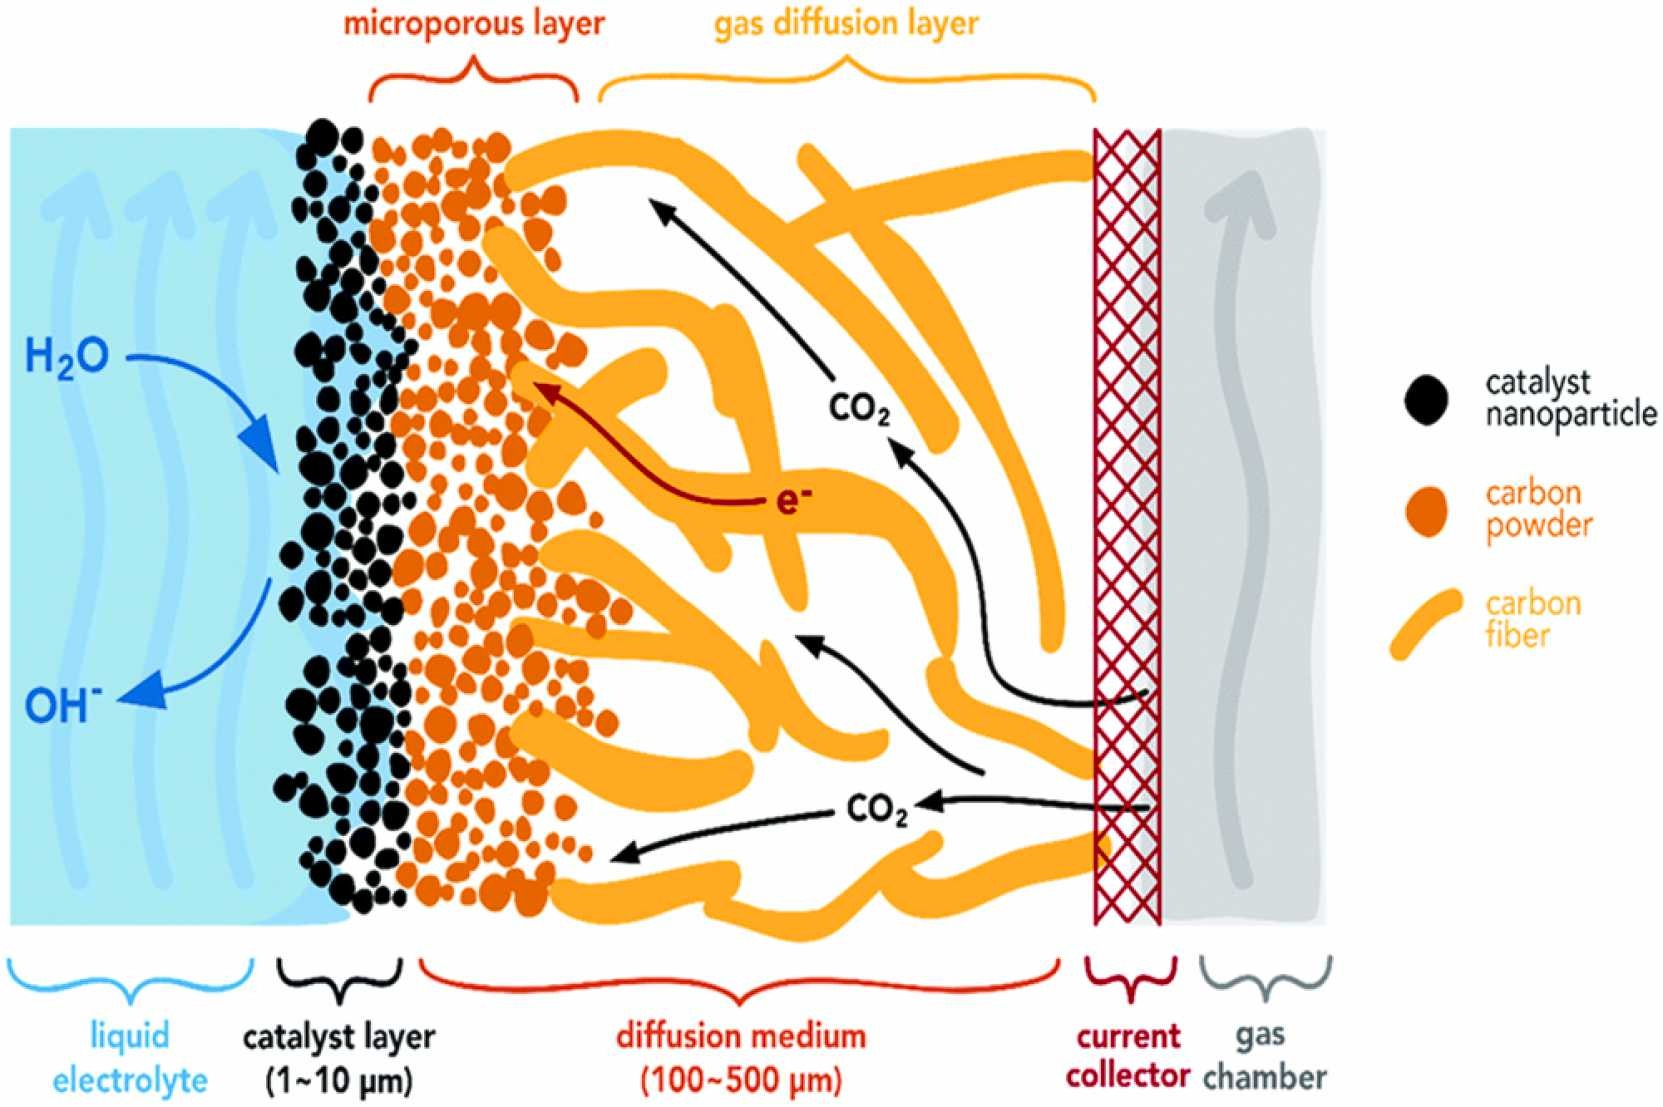 microporous layer
gas diffusion layer
H₂O
OH⁻
CO₂
e⁻
CO₂
catalyst
nanoparticle
carbon
powder
carbon
fiber
liquid
electrolyte
catalyst layer
(1~10 µm)
diffusion medium
(100~500 µm)
current
collector
gas
chamber